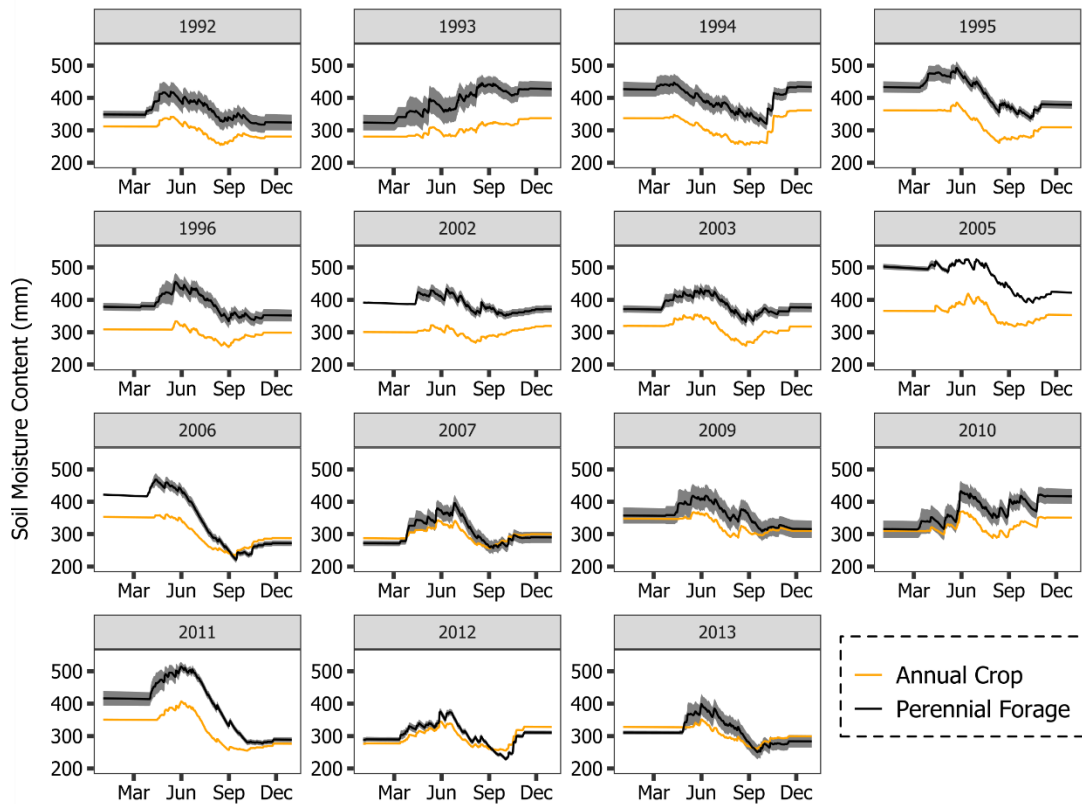 Soil Moisture Content (mm)
1992 1993 1994 1995
500
400
300
200
Mar Jun Sep Dec Mar Jun Sep Dec Mar Jun Sep Dec Mar Jun Sep Dec
1996 2002 2003 2005
500
400
300
200
Mar Jun Sep Dec Mar Jun Sep Dec Mar Jun Sep Dec Mar Jun Sep Dec
2006 2007 2009 2010
500
400
300
200
Mar Jun Sep Dec Mar Jun Sep Dec Mar Jun Sep Dec Mar Jun Sep Dec
2011 2012 2013
500
400
300
200
Mar Jun Sep Dec Mar Jun Sep Dec Mar Jun Sep Dec
Annual Crop
Perennial Forage